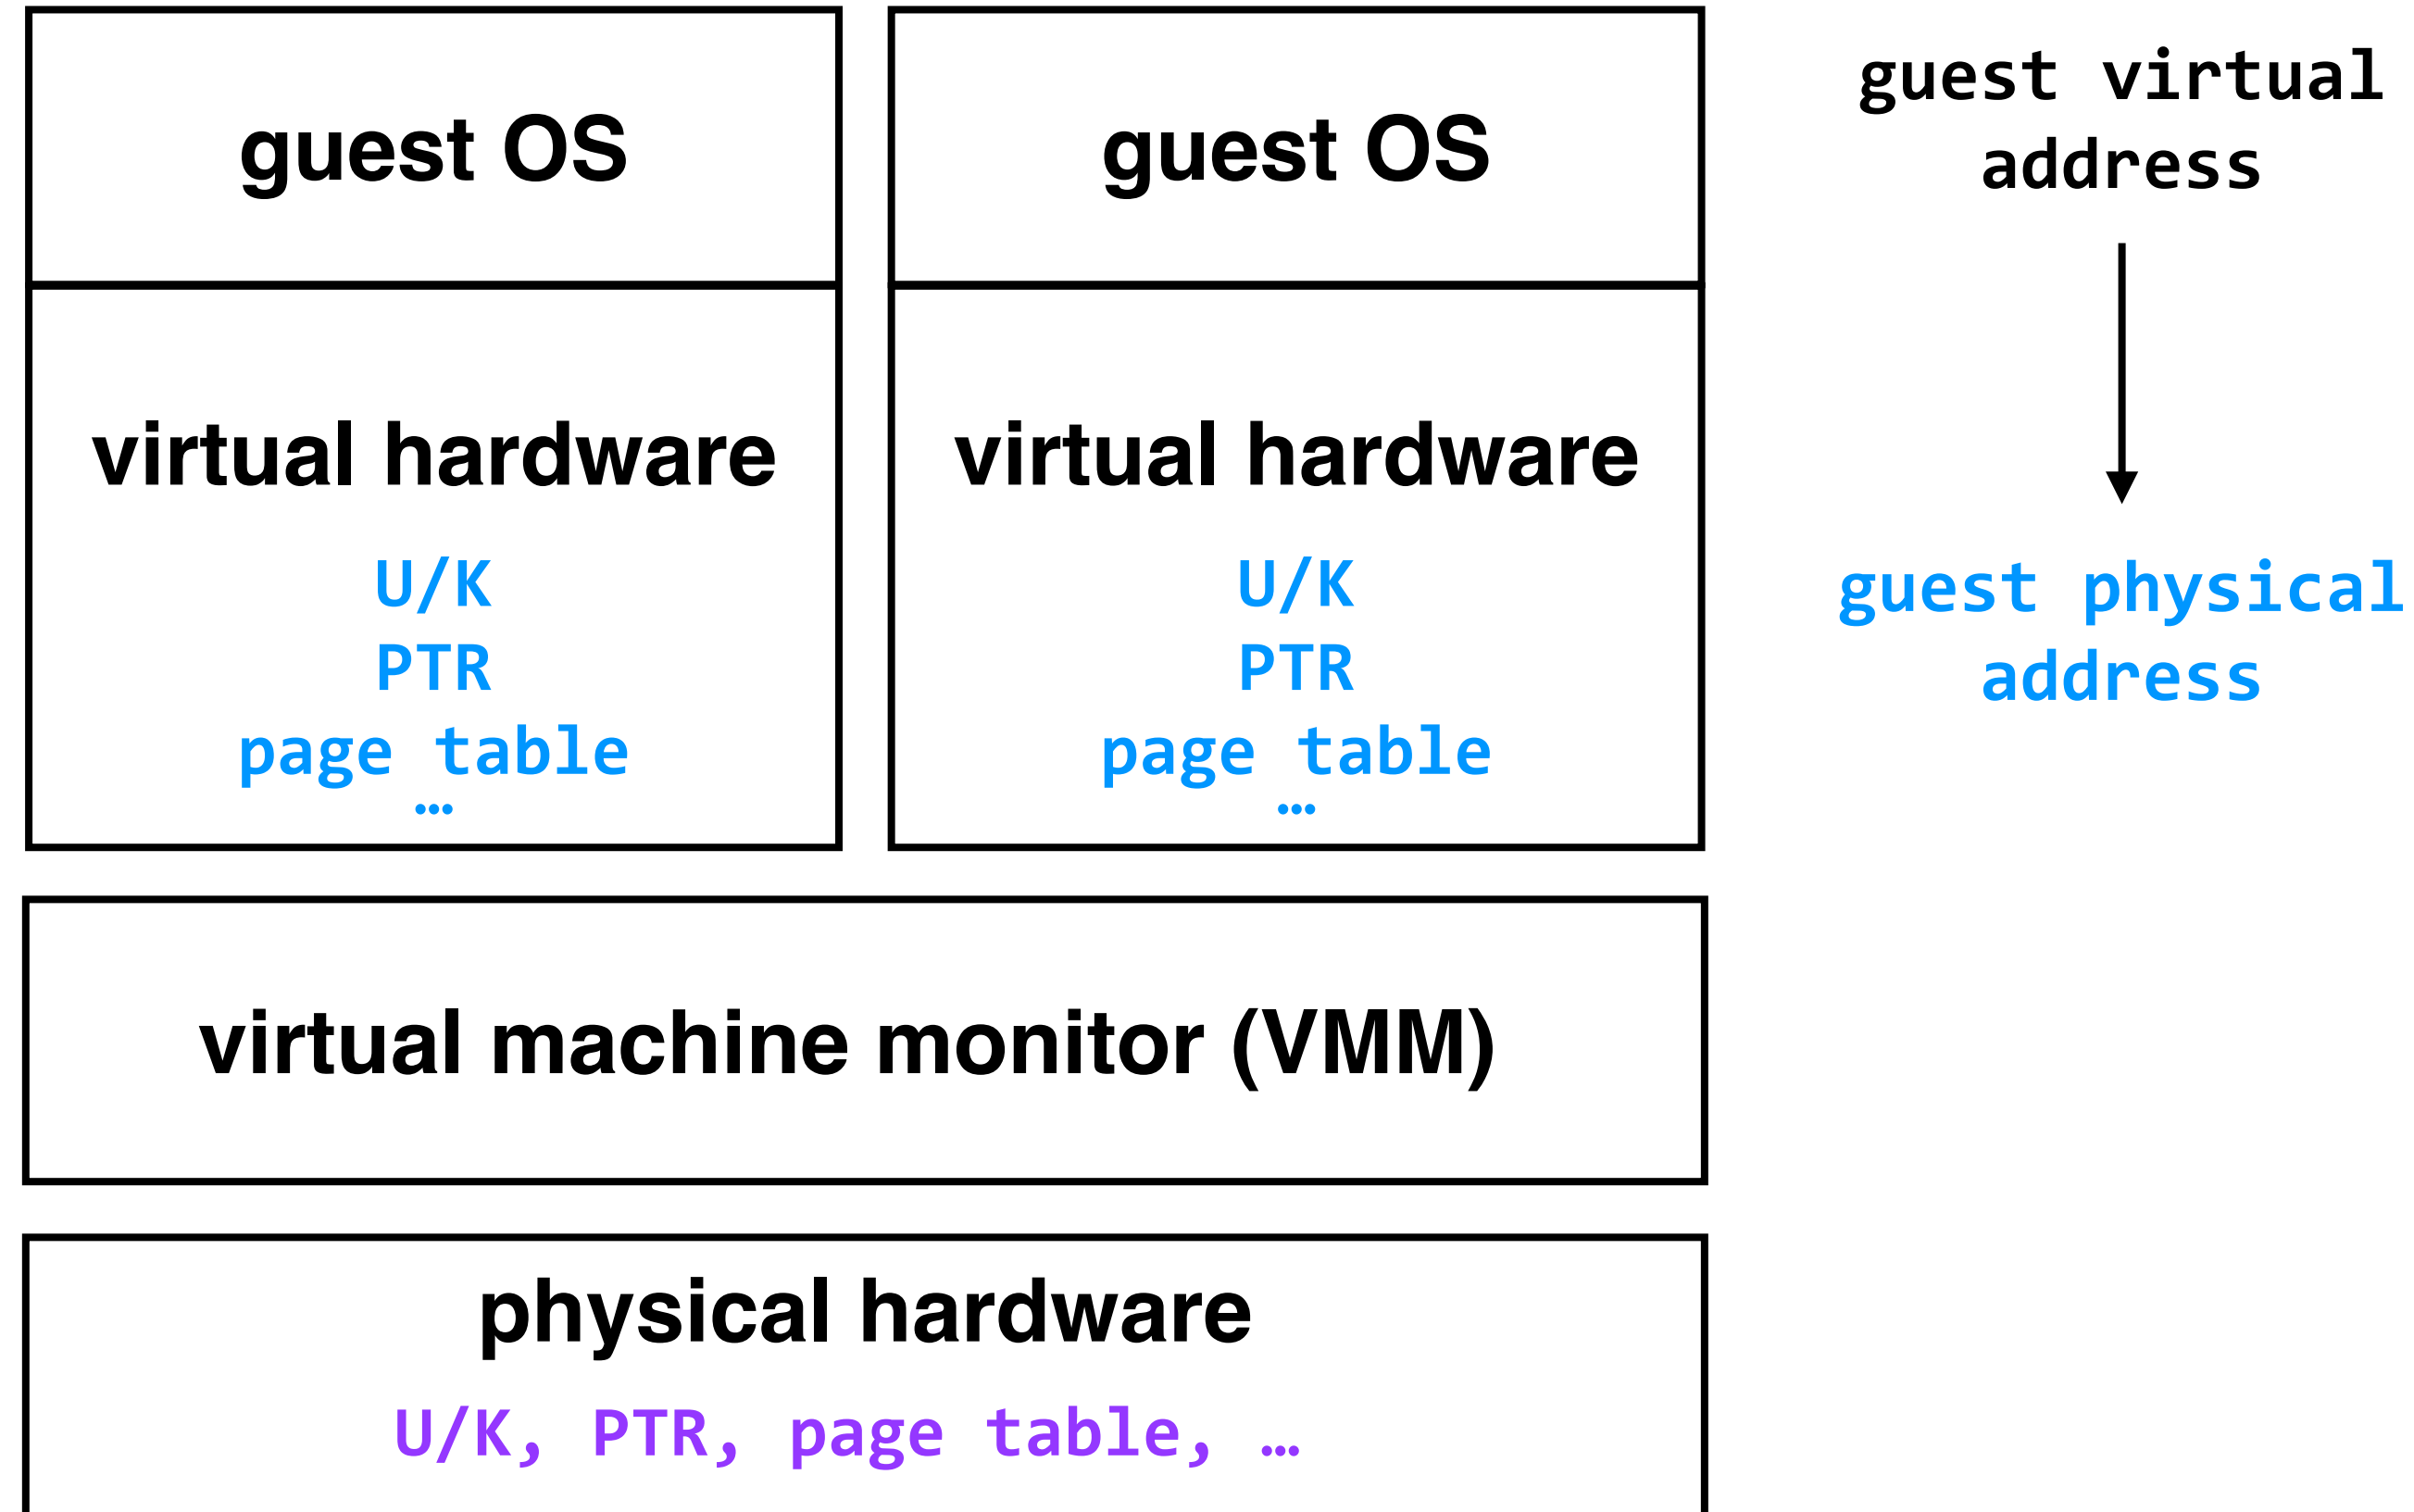 guest OS
virtual hardware
U/K
PTR
page table
…
guest OS
virtual hardware
U/K
PTR
page table
…
guest virtual
address
guest physical
address
virtual machine monitor (VMM)
physical hardware
U/K, PTR, page table, …